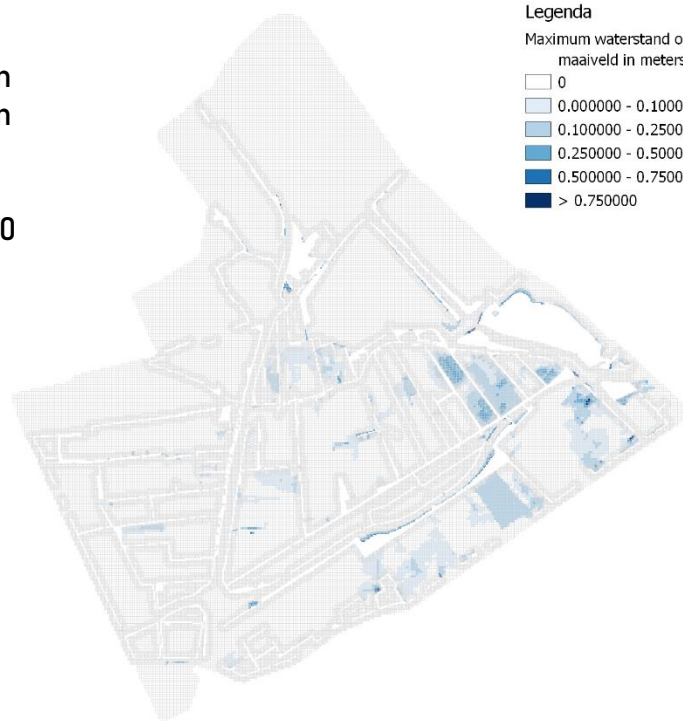 n
n
0
Legenda
Maximum waterstand o
maaiveld in meters
0
0.000000 - 0.1000
0.100000 - 0.2500
0.250000 - 0.5000
0.500000 - 0.7500
> 0.750000